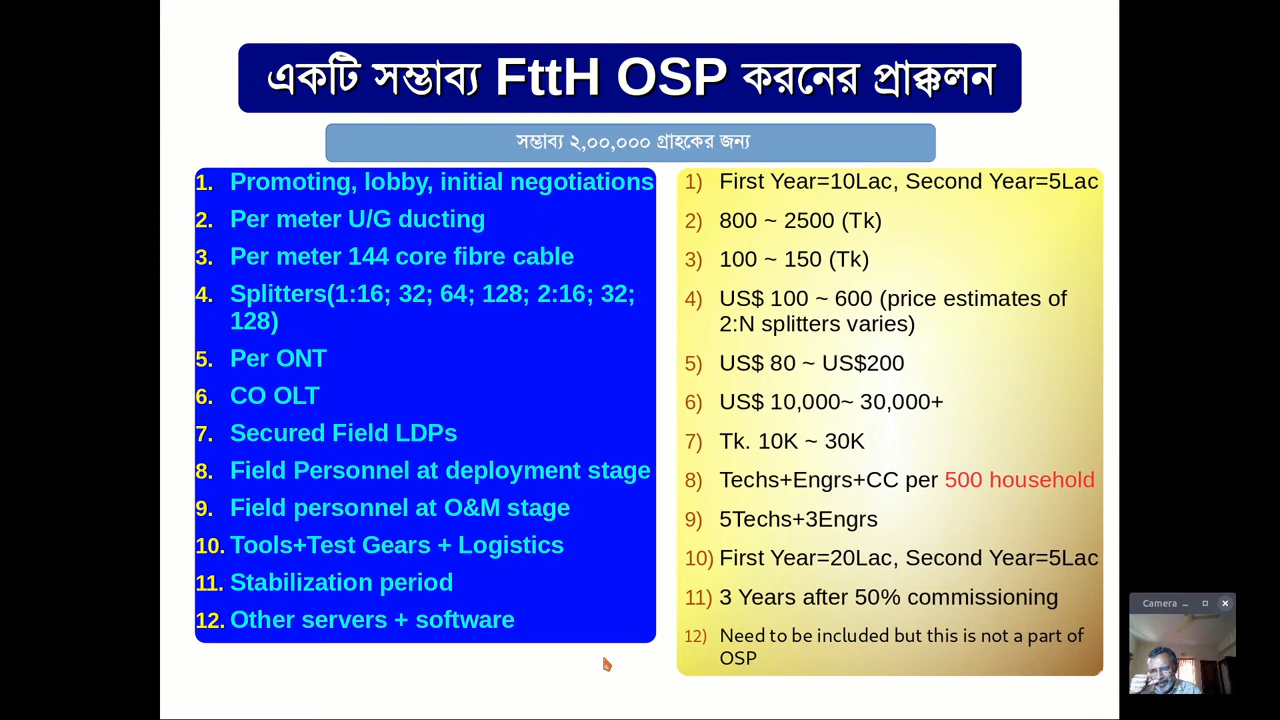 একটি সম্ভাব্য FttH OSP করনের প্রাক্কলন
সম্ভাব্য ২,০০,০০০ গ্রাহকের জন্য
1. Promoting, lobby, initial negotiations
2. Per meter U/G ducting
3. Per meter 144 core fibre cable
4. Splitters(1:16; 32; 64; 128; 2:16; 32;
128)
5. Per ONT
6. CO OLT
7. Secured Field LDPs
8. Field Personnel at deployment stage
9. Field personnel at O&M stage
10. Tools+Test Gears + Logistics
11. Stabilization period
12. Other servers + software
1) First Year=10Lac, Second Year=5Lac
2) 800 ~ 2500 (Tk)
3) 100 ~ 150 (Tk)
4) US$ 100 ~ 600 (price estimates of
2:N splitters varies)
5) US$ 80 ~ US$200
6) US$ 10,000~ 30,000+
7) Tk. 10K ~ 30K
8) Techs+Engrs+CC per 500 household
9) 5Techs+3Engrs
10) First Year=20Lac, Second Year=5Lac
11) 3 Years after 50% commissioning
12) Need to be included but this is not a part of
OSP
Camera